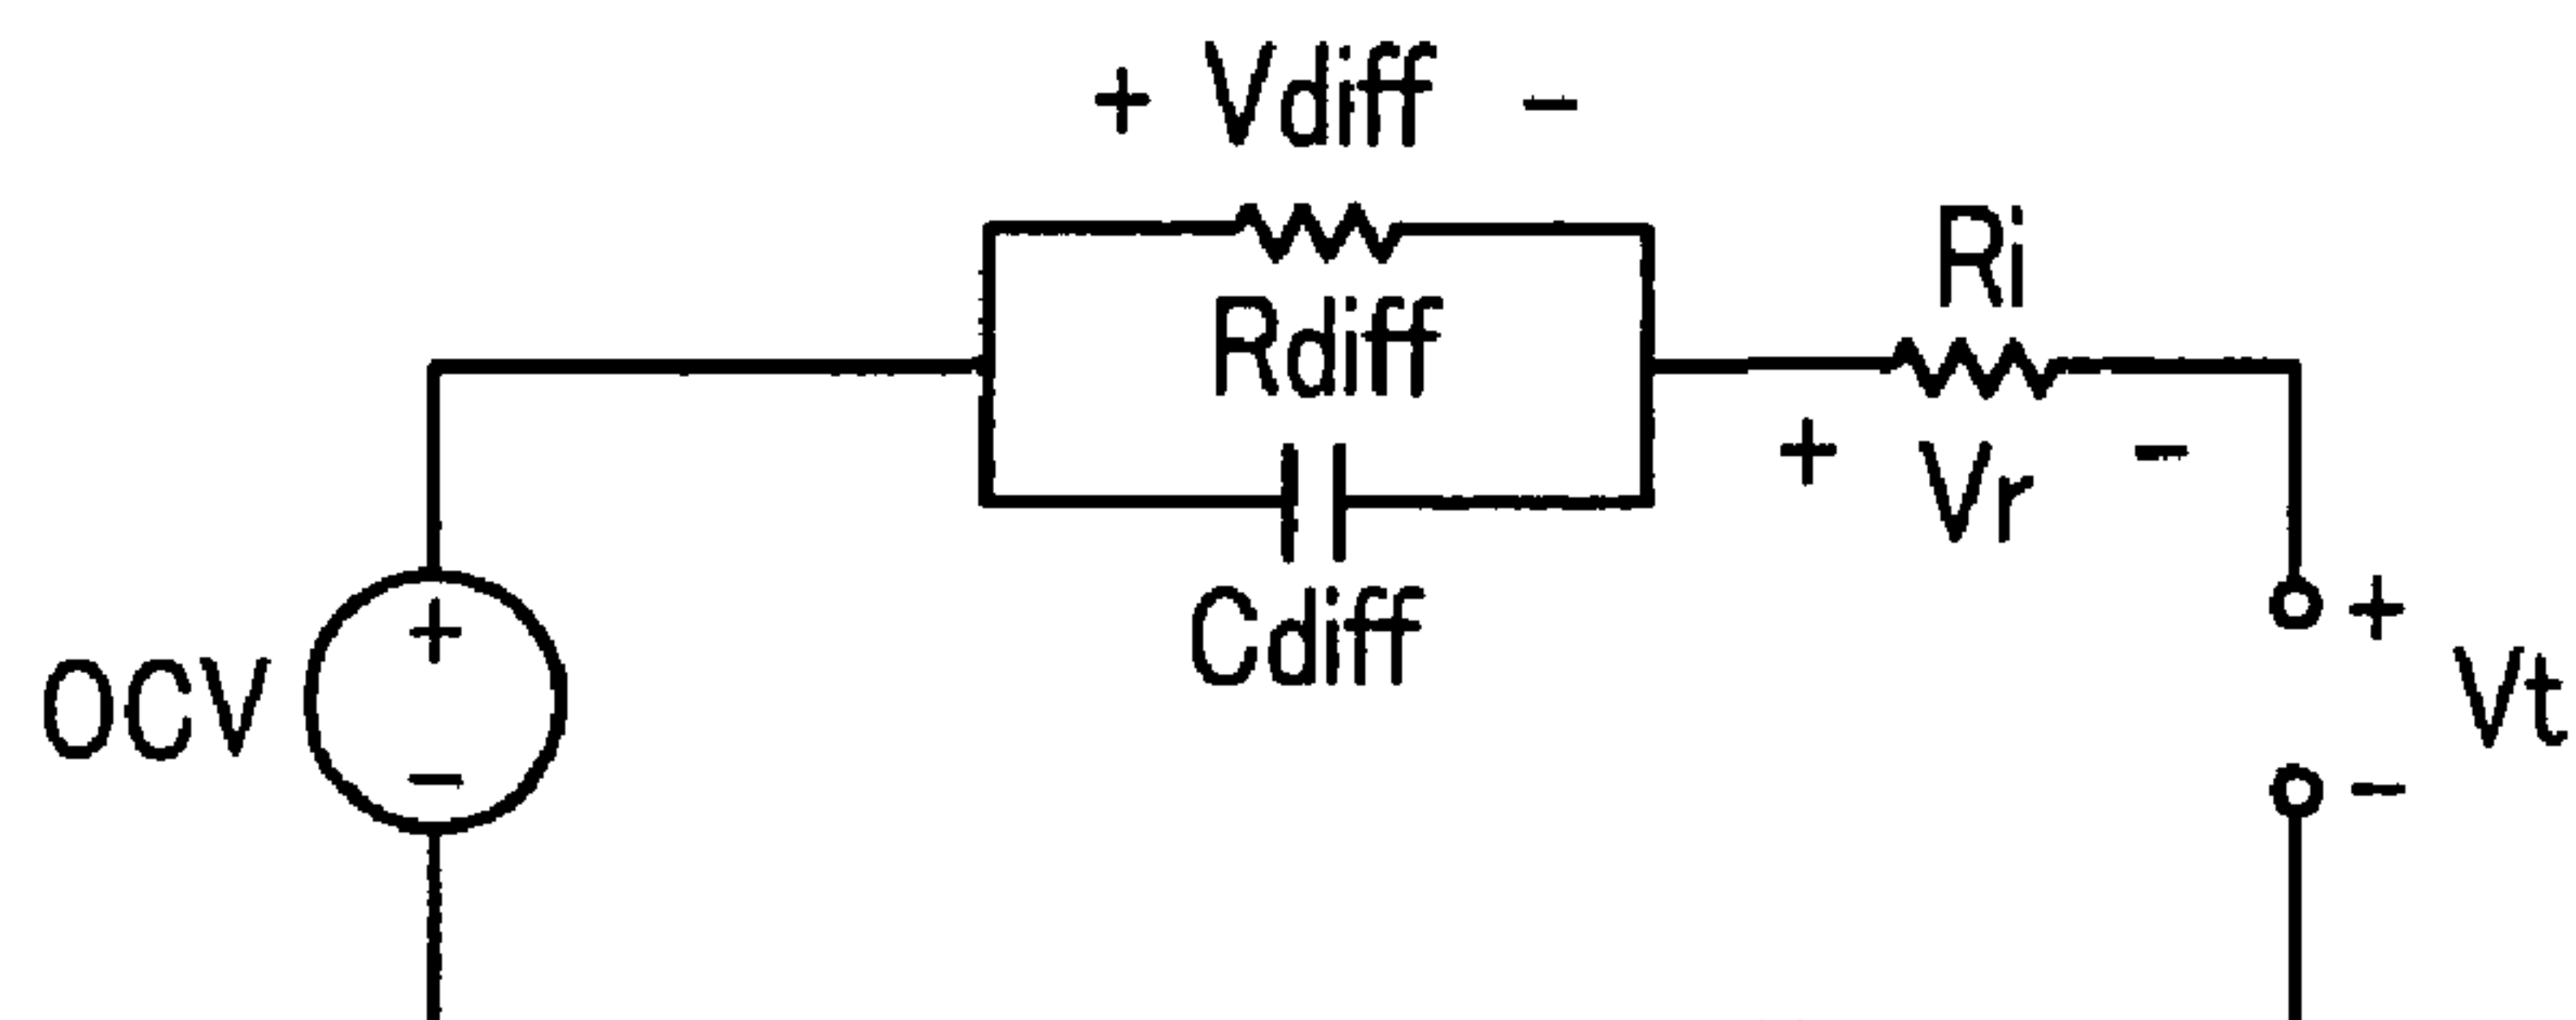 + Vdiff −
Rdiff
Cdiff
Ri
+ Vr −
OCV
+
−
+
Vt
−